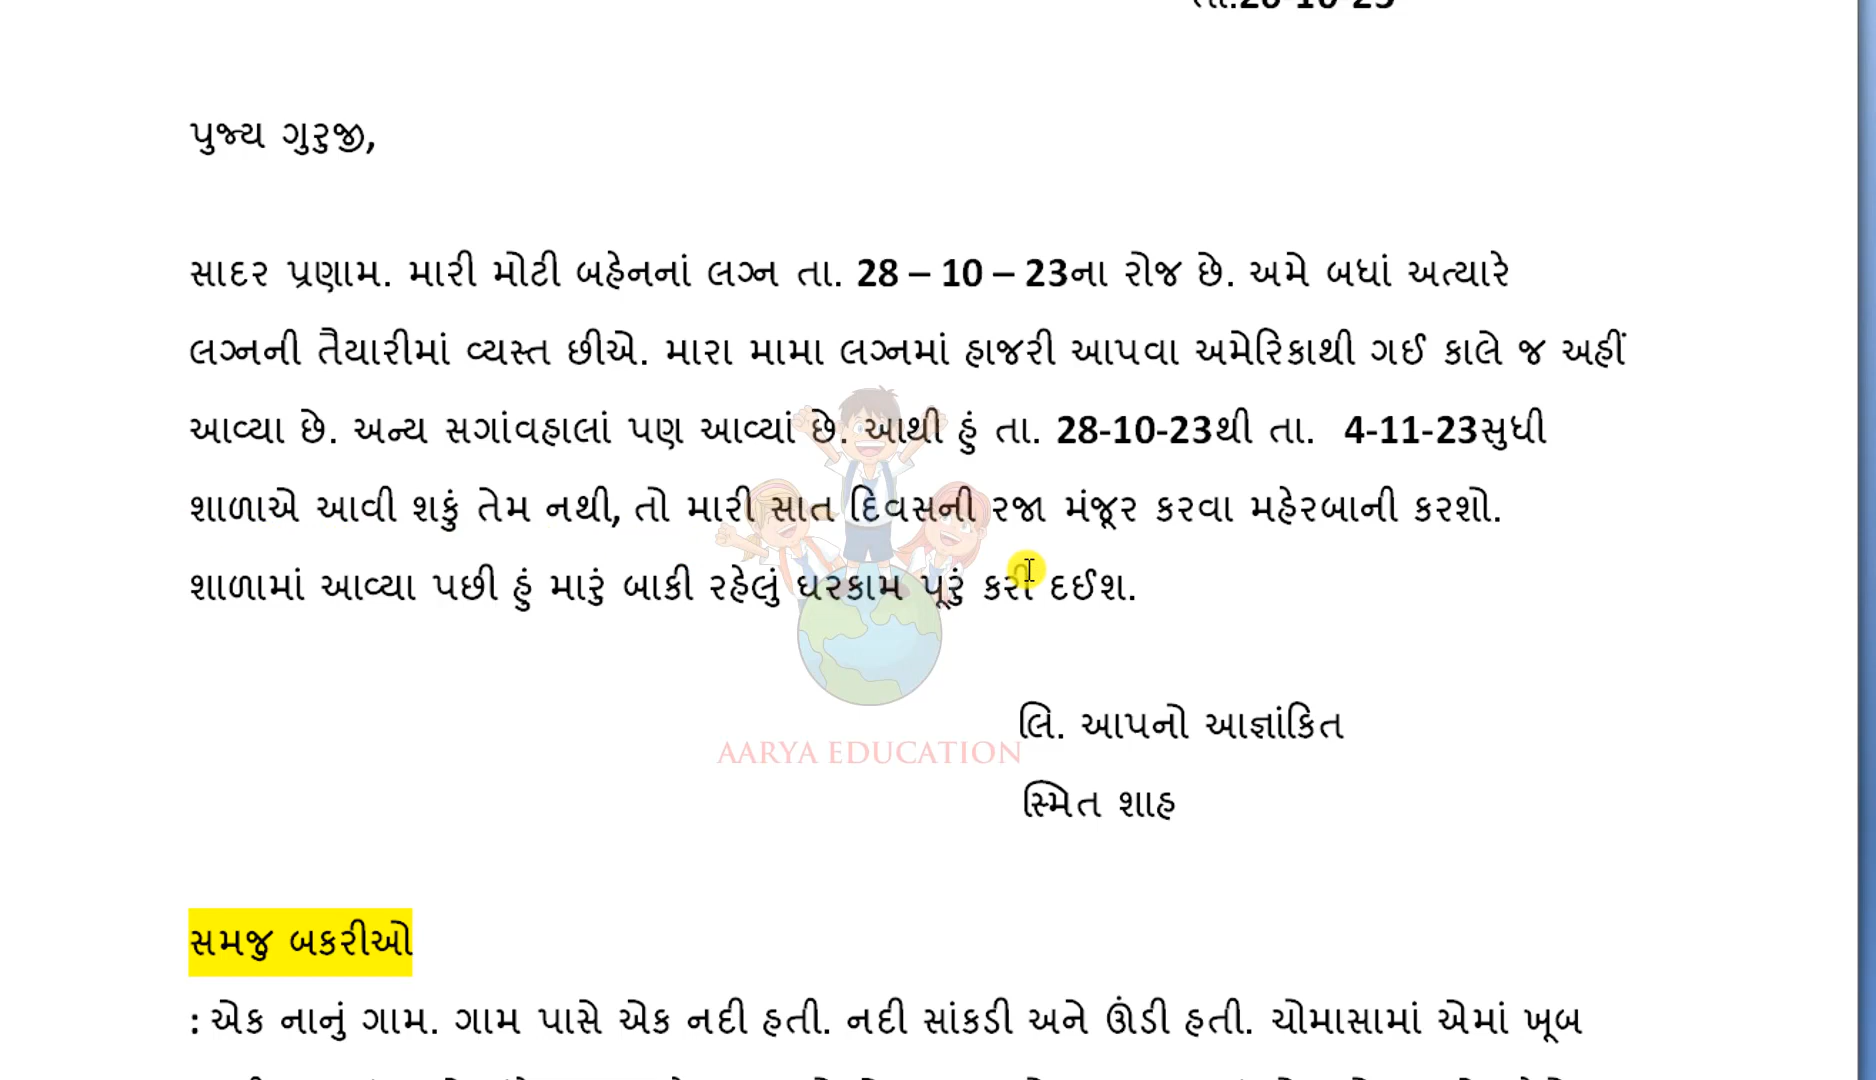 તા.28-10-23
પુજ્ય ગુરુજી,
સાદર પ્રણામ. મારી મોટી બહેનનાં લગ્ન તા. 28 – 10 – 23ના રોજ છે. અમે બધાં અત્યારે
લગ્નની તૈયારીમાં વ્યસ્ત છીએ. મારા મામા લગ્નમાં હાજરી આપવા અમેરિકાથી ગઈ કાલે જ અહીં
આવ્યા છે. અન્ય સગાંવહાલાં પણ આવ્યાં છે. આથી હું તા. 28-10-23થી તા. 4-11-23સુધી
શાળાએ આવી શકું તેમ નથી, તો મારી સાત દિવસની રજા મંજૂર કરવા મહેરબાની કરશો.
શાળામાં આવ્યા પછી હું મારું બાકી રહેલું ઘરકામ પૂરું કરી દઈશ.
લિ. આપનો આજ્ઞાંકિત
AARYA EDUCATION
સ્મિત શાહ
સમજુ બકરીઓ
: એક નાનું ગામ. ગામ પાસે એક નદી હતી. નદી સાંકડી અને ઊંડી હતી. ચોમાસામાં એમાં ખૂબ